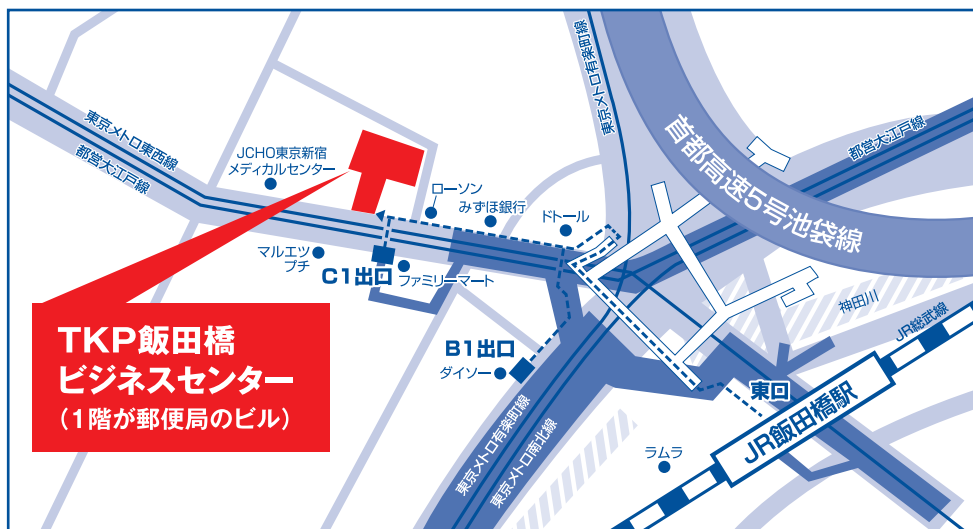 東京メトロ東西線
都営大江戸線
JCHO東京新宿
メディカルセンター
ローソン
みずほ銀行
ドトール
東京メトロ有楽町線
首都高速5号池袋線
都営大江戸線
マルエツ
プチ
C1出口
ファミリーマート
神田川
JR総武線
TKP飯田橋
ビジネスセンター
(1階が郵便局のビル)
B1出口
ダイソー
東口
JR飯田橋駅
東京メトロ有楽町線
東京メトロ南北線
ラムラ